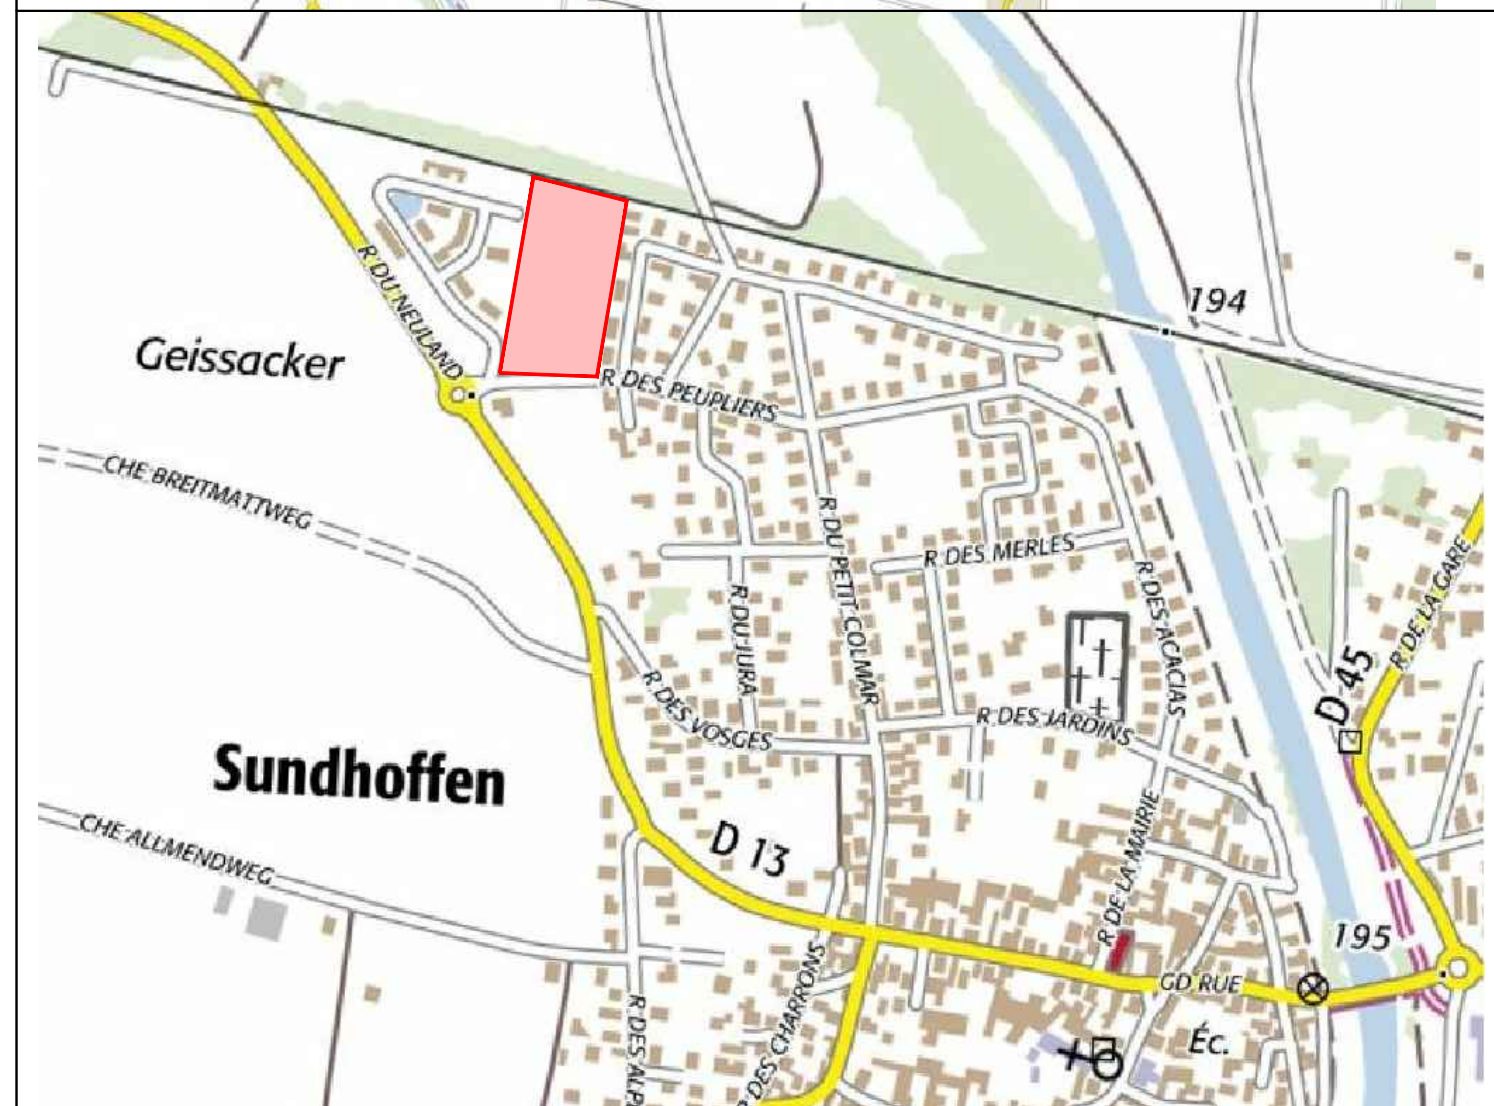 194
R DU NEULAND
Geissacker
R DES PEUPLIERS
CHE BREITMATTWEG
R DU PETIT COLMAR
R DES MERLES
R DE LA GARE
R DES ACACIAS
R DU JURA
D 45
R DES VOSGES
R DES JARDINS
Sundhoffen
CHE ALLMENDWEG
D 13
R DE LA MAIRIE
195
GD RUE
R DES CHARRONS
R DES ALP
Éc.